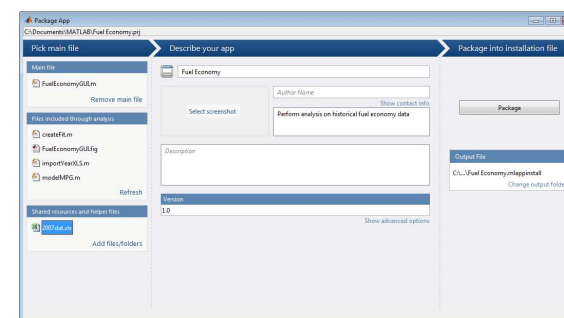 Package App
C:\Documents\MATLAB\Fuel Economy.prj
Pick main file
Describe your app
Package into installation file
Main file
FuelEconomyGUI.m
Remove main file
Files included through analysis
createFit.m
FuelEconomyGUI.fig
importYearXLS.m
modelMPG.m
Refresh
Shared resources and helper files
2007dat.xls
Add files/folders
Fuel Economy
Select screenshot
Author Name
Show contact info
Perform analysis on historical fuel economy data
Description
Version
1.0
Show advanced options
Package
Output File
C:\...\Fuel Economy.mlappinstall
Change output folde